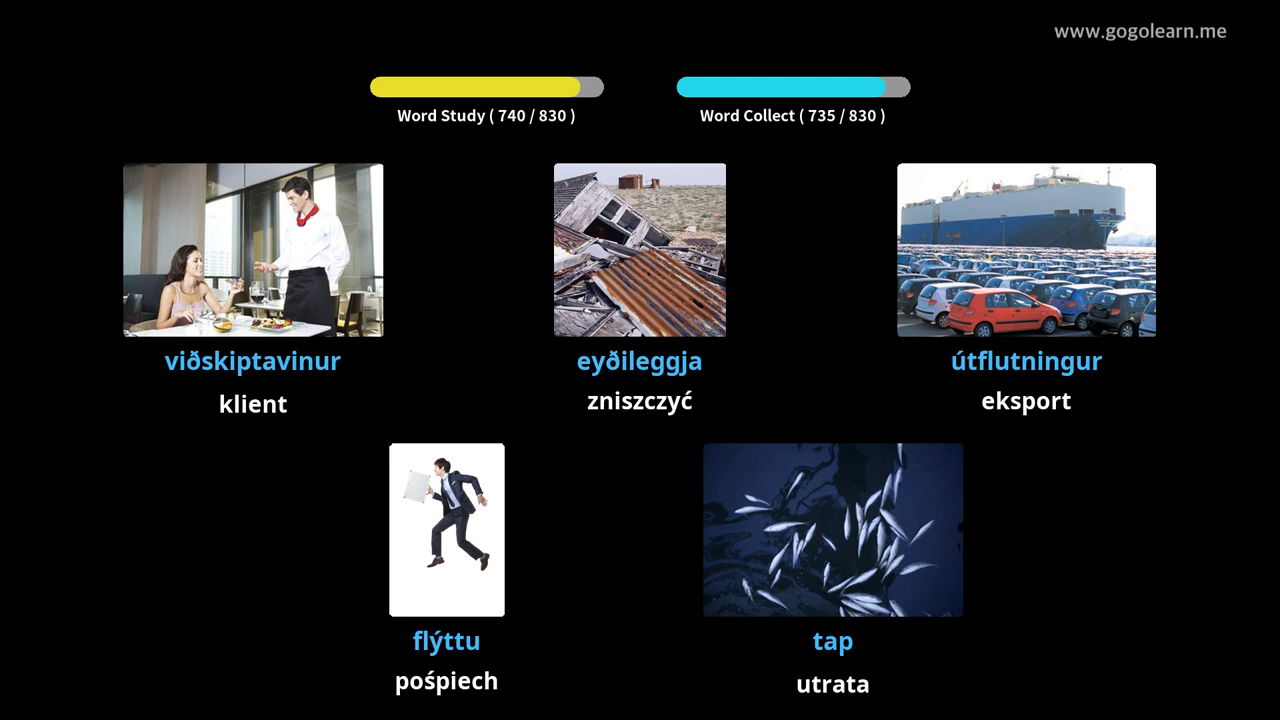 www.gogolearn.me
Word Study ( 740 / 830 )
Word Collect ( 735 / 830 )
viðskiptavinur
klient
eyðileggja
zniszczyć
útflutningur
eksport
flýttu
pośpiech
tap
utrata